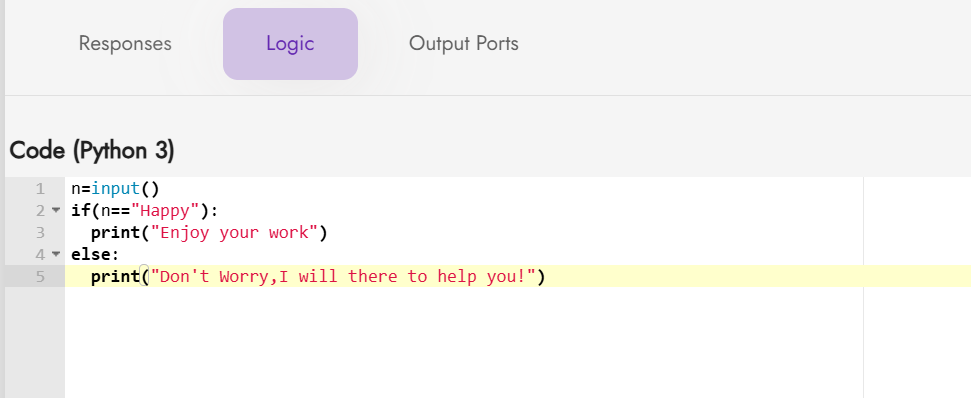 Responses Logic Output Ports
Code (Python 3)
1 n=input()
2 if(n=="Happy"):
3 print("Enjoy your work")
4 else:
5 print("Don't Worry,I will there to help you!")